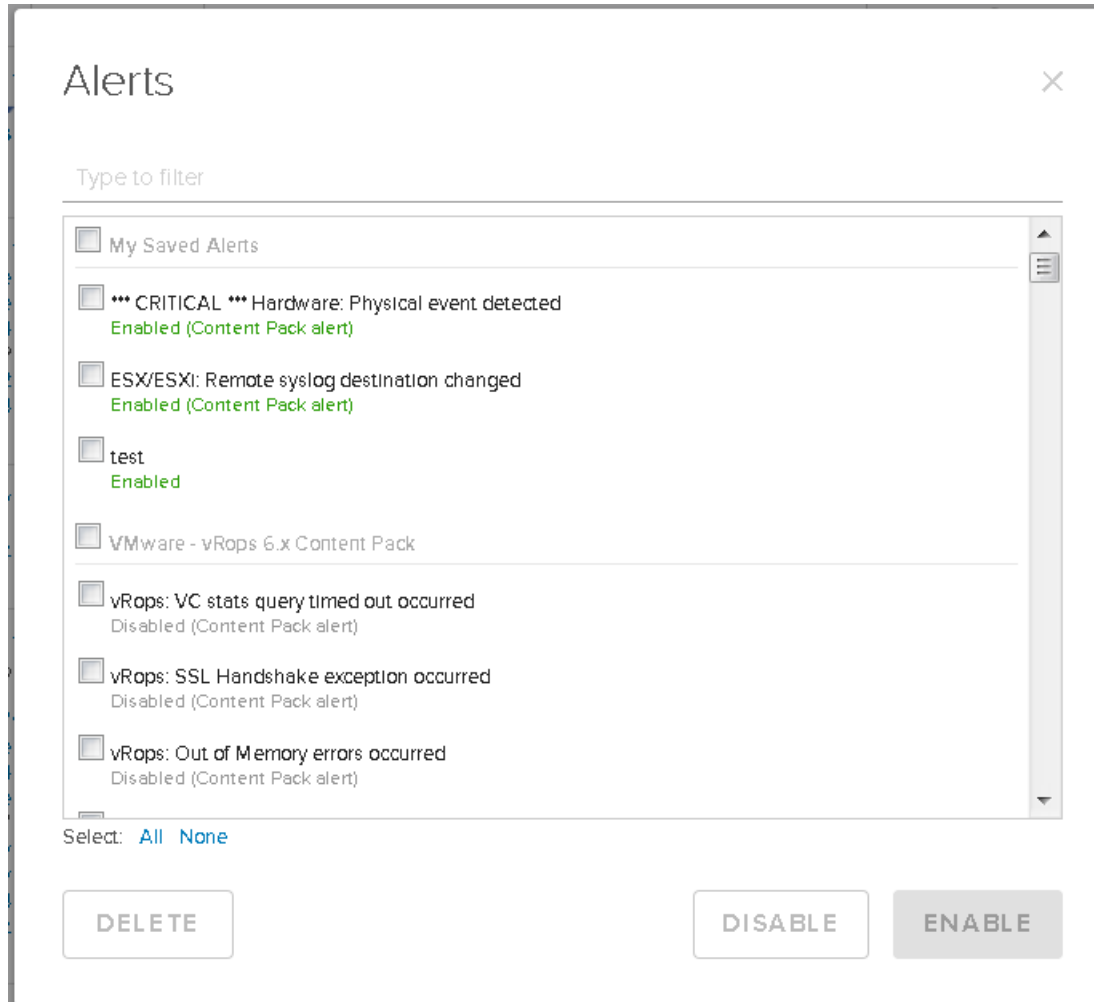 Alerts
Type to filter
My Saved Alerts
*** CRITICAL *** Hardware: Physical event detected
Enabled (Content Pack alert)
ESX/ESXi: Remote syslog destination changed
Enabled (Content Pack alert)
test
Enabled
VMware - vRops 6.x Content Pack
vRops: VC stats query timed out occurred
Disabled (Content Pack alert)
vRops: SSL Handshake exception occurred
Disabled (Content Pack alert)
vRops: Out of Memory errors occurred
Disabled (Content Pack alert)
Select: All None
DELETE DISABLE ENABLE